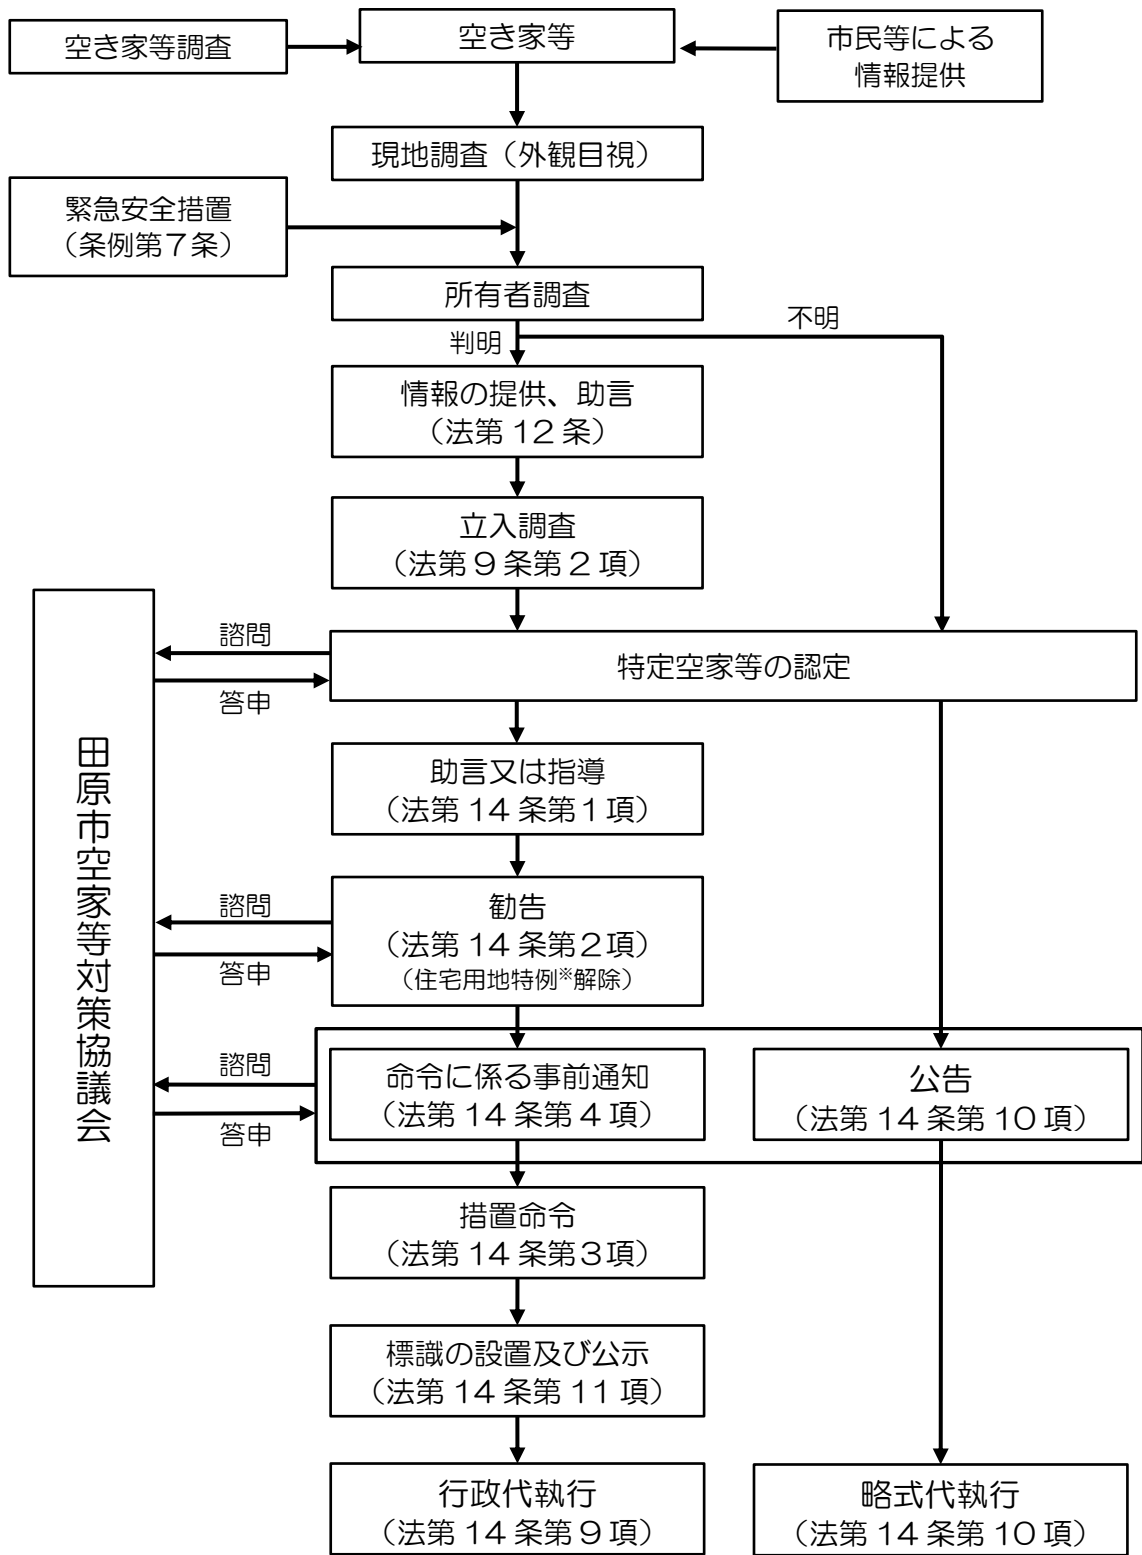 空き家等調査
空き家等
市民等による
情報提供
現地調査（外観目視）
緊急安全措置
（条例第７条）
所有者調査
判明
不明
情報の提供、助言
（法第 12 条）
立入調査
（法第９条第２項）
諮問
答申
特定空家等の認定
田原市空家等対策協議会
助言又は指導
（法第 14 条第１項）
諮問
答申
勧告
（法第 14 条第２項）
（住宅用地特例※解除）
諮問
答申
命令に係る事前通知
（法第 14 条第４項）
公告
（法第 14 条第 10 項）
措置命令
（法第 14 条第３項）
標識の設置及び公示
（法第 14 条第 11 項）
行政代執行
（法第 14 条第９項）
略式代執行
（法第 14 条第 10 項）